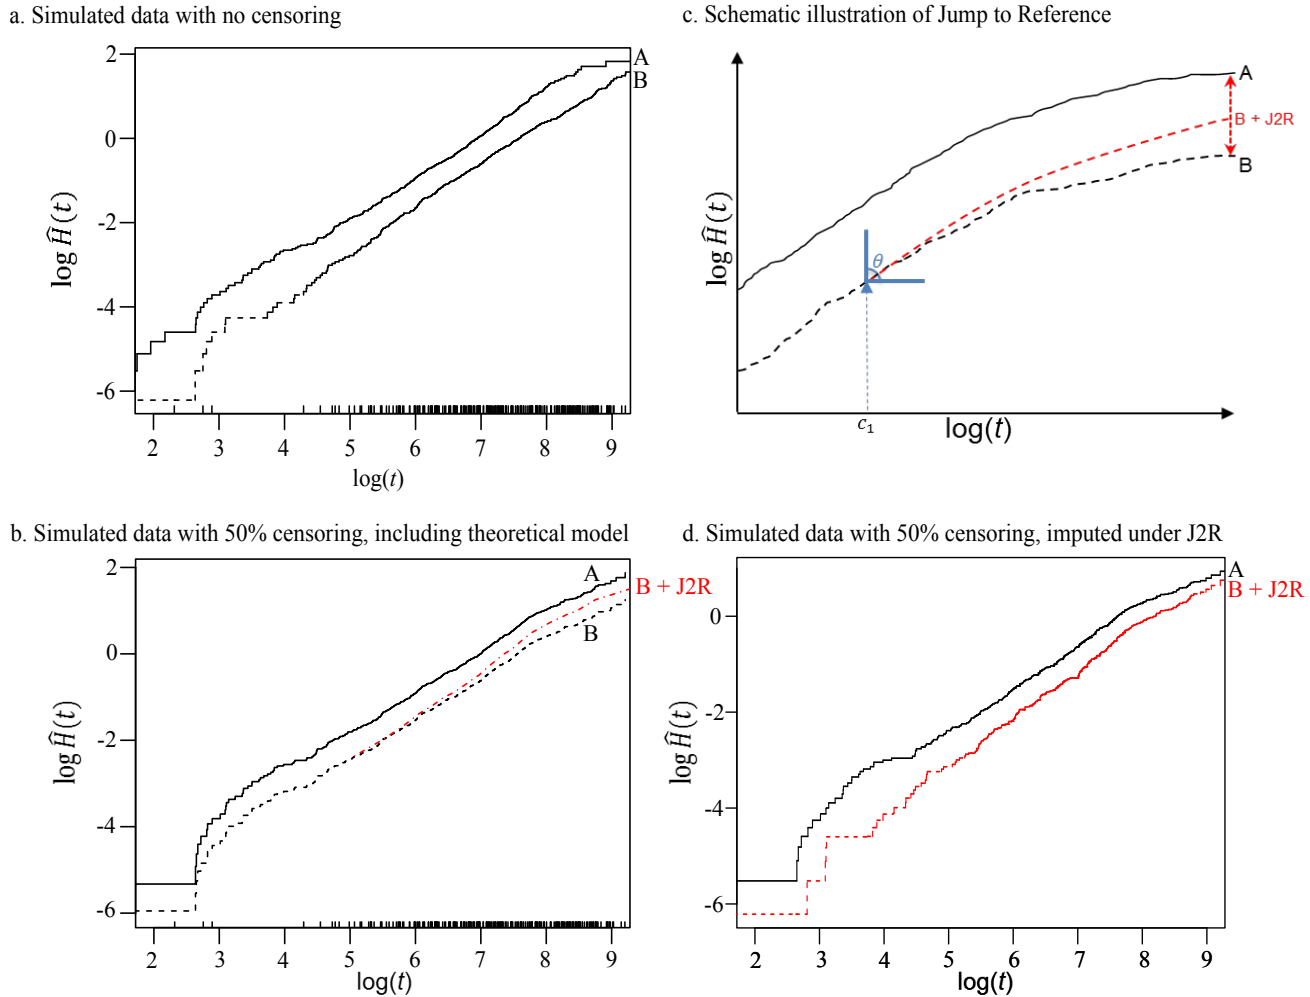 a. Simulated data with no censoring
2
0
-2
-4
-6
log Ĥ(t)
A
B
2 3 4 5 6 7 8 9
log(t)
c. Schematic illustration of Jump to Reference
log Ĥ(t)
A
B + J2R
B
θ
c₁
log(t)
b. Simulated data with 50% censoring, including theoretical model
2
0
-2
-4
-6
log Ĥ(t)
A
B + J2R
B
2 3 4 5 6 7 8 9
log(t)
d. Simulated data with 50% censoring, imputed under J2R
0
-2
-4
-6
log Ĥ(t)
A
B + J2R
2 3 4 5 6 7 8 9
log(t)